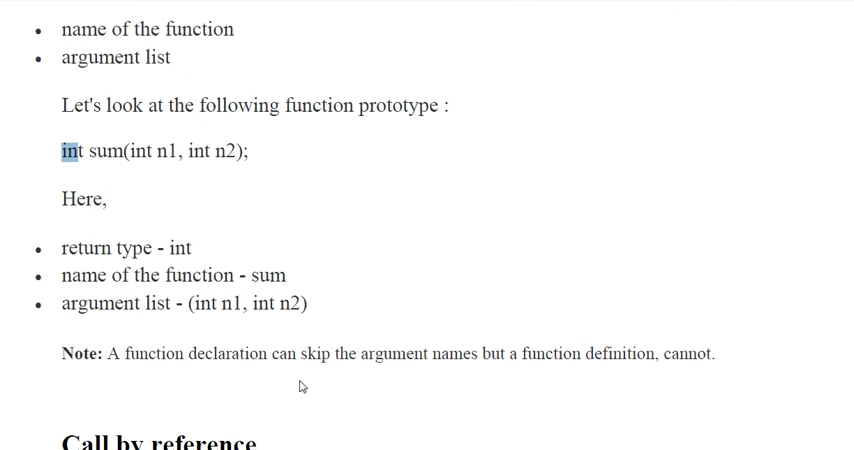 • name of the function
• argument list
Let's look at the following function prototype :
int sum(int n1, int n2);
Here,
• return type - int
• name of the function - sum
• argument list - (int n1, int n2)
Note: A function declaration can skip the argument names but a function definition, cannot.
Call by reference